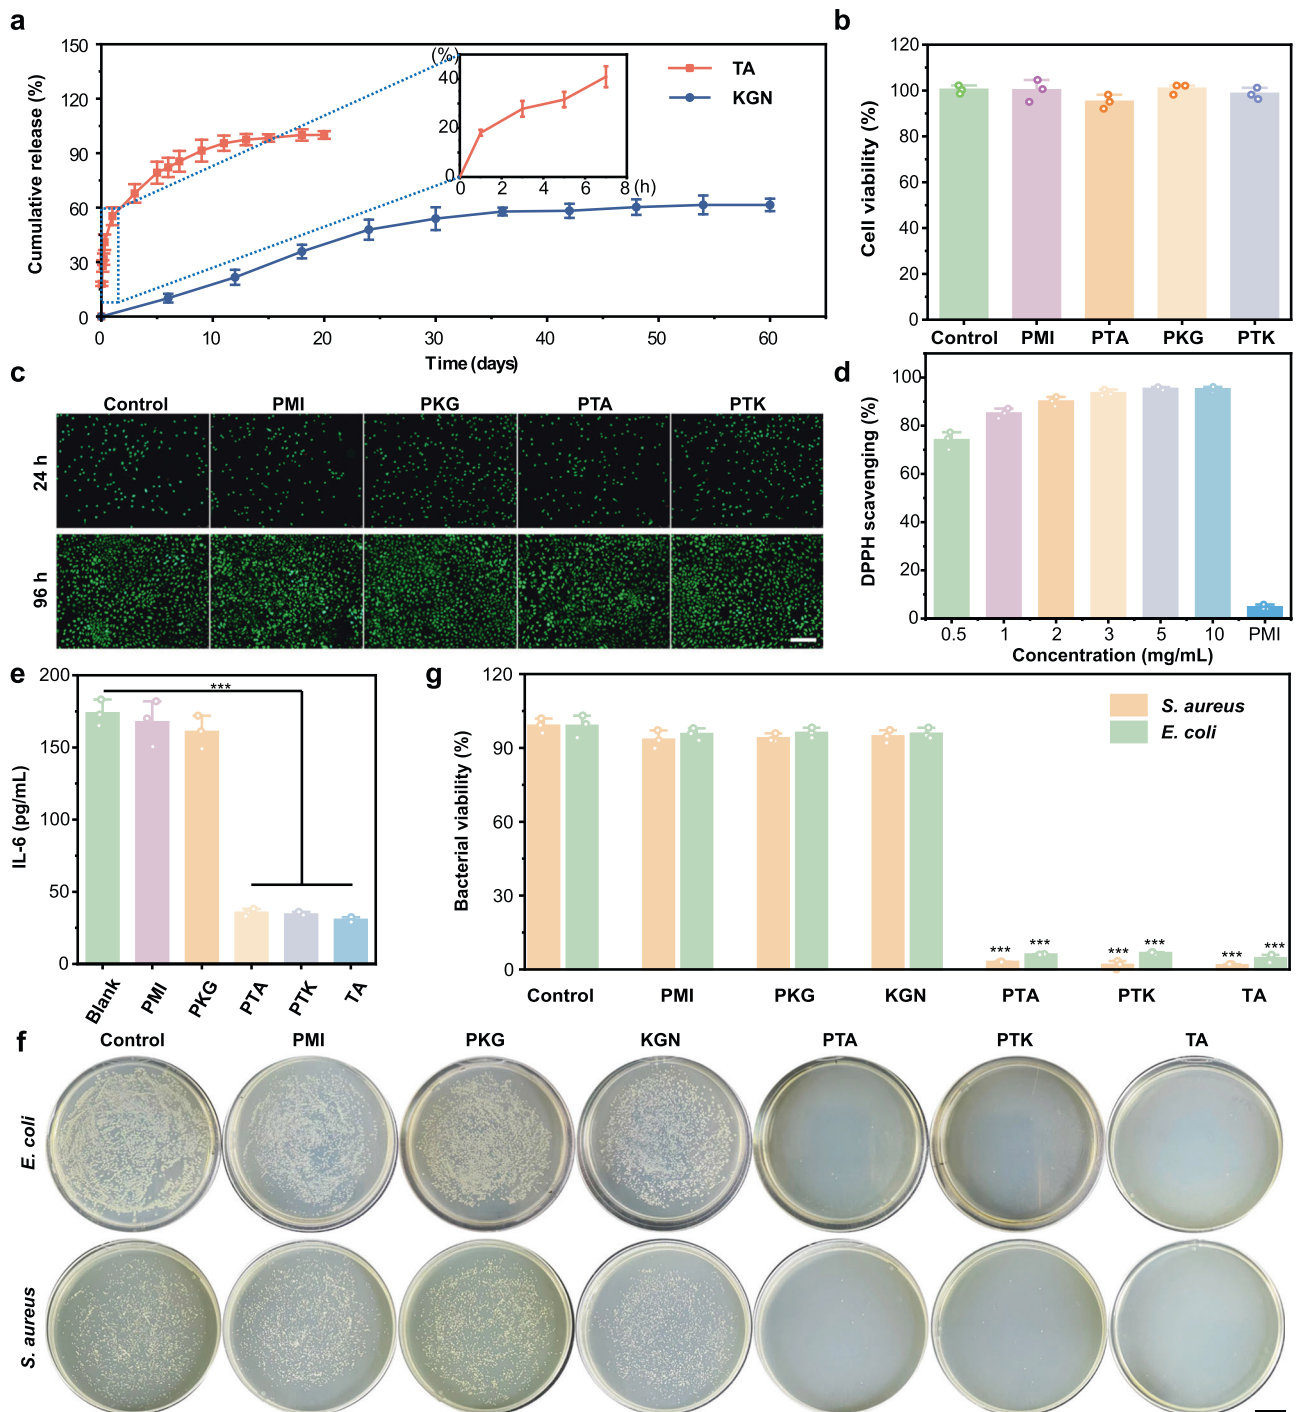 a
Cumulative release (%)
150
120
90
60
30
0
0
10
20
30
40
50
60
Time (days)
(%)
40
20
0
0
2
4
6
8
(h)
TA
KGN
b
Cell viability (%)
120
100
80
60
40
20
0
Control
PMI
PTA
PKG
PTK
c
Control
PMI
PKG
PTA
PTK
24 h
96 h
d
DPPH scavenging (%)
100
80
60
40
20
0
0.5
1
2
3
5
10
PMI
Concentration (mg/mL)
e
IL-6 (pg/mL)
200
150
100
50
0
***
Blank
PMI
PKG
PTA
PTK
TA
g
Bacterial viability (%)
120
90
60
30
0
S. aureus
E. coli
***
***
***
***
***
***
Control
PMI
PKG
KGN
PTA
PTK
TA
f
Control
PMI
PKG
KGN
PTA
PTK
TA
E. coli
S. aureus